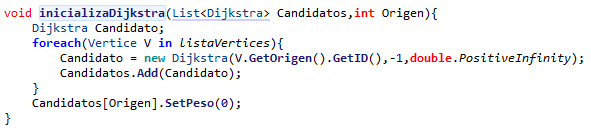 void inicializaDijkstra(List<Dijkstra> Candidatos,int Origen){
    Dijkstra Candidato;
    foreach(Vertice V in listaVertices){
        Candidato = new Dijkstra(V.GetOrigen().GetID(),-1,double.PositiveInfinity);
        Candidatos.Add(Candidato);
    }
    Candidatos[Origen].SetPeso(0);
}